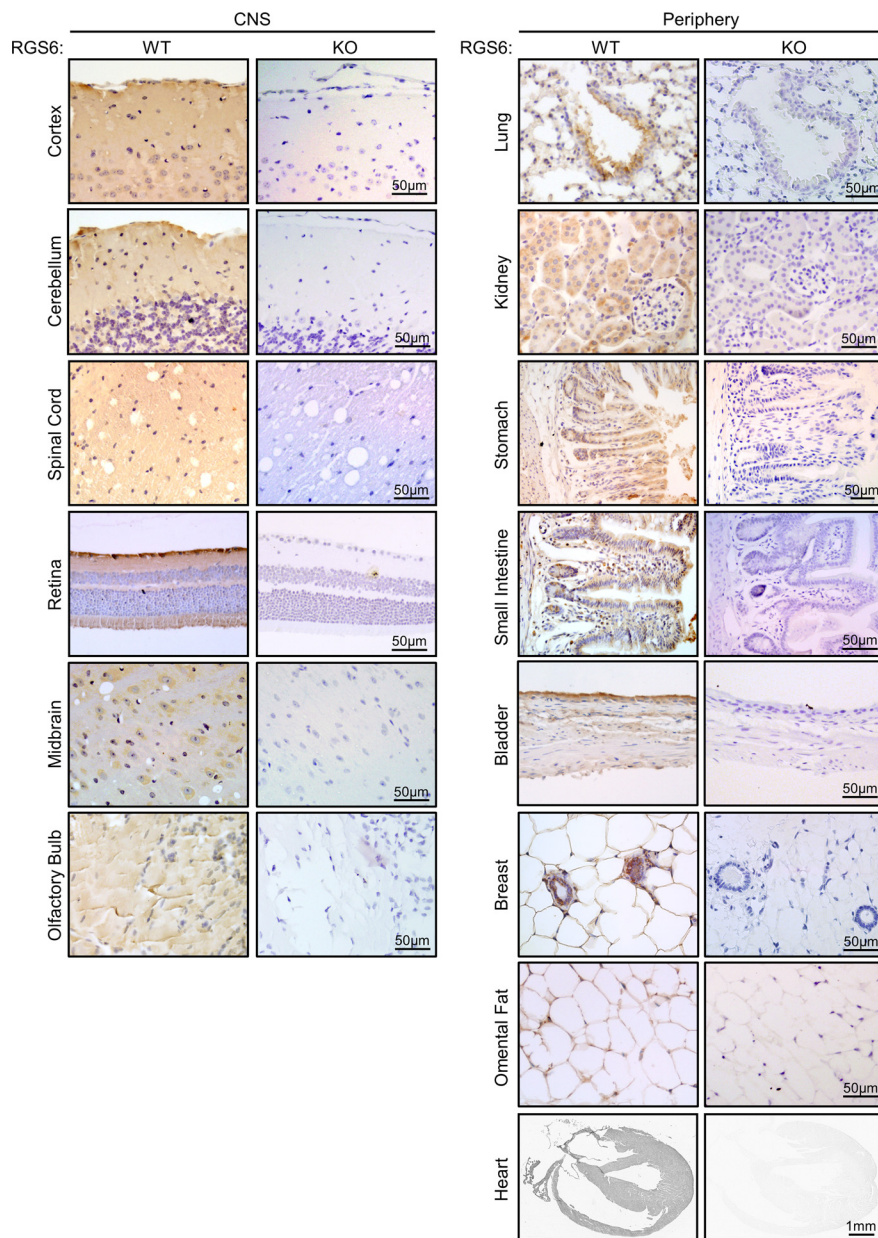 CNS
RGS6: WT KO
Cortex
50µm
Cerebellum
50µm
Spinal Cord
50µm
Retina
50µm
Midbrain
50µm
Olfactory Bulb
50µm
Periphery
RGS6: WT KO
Lung
50µm
Kidney
50µm
Stomach
50µm
Small Intestine
50µm
Bladder
50µm
Breast
50µm
Omental Fat
50µm
Heart
1mm